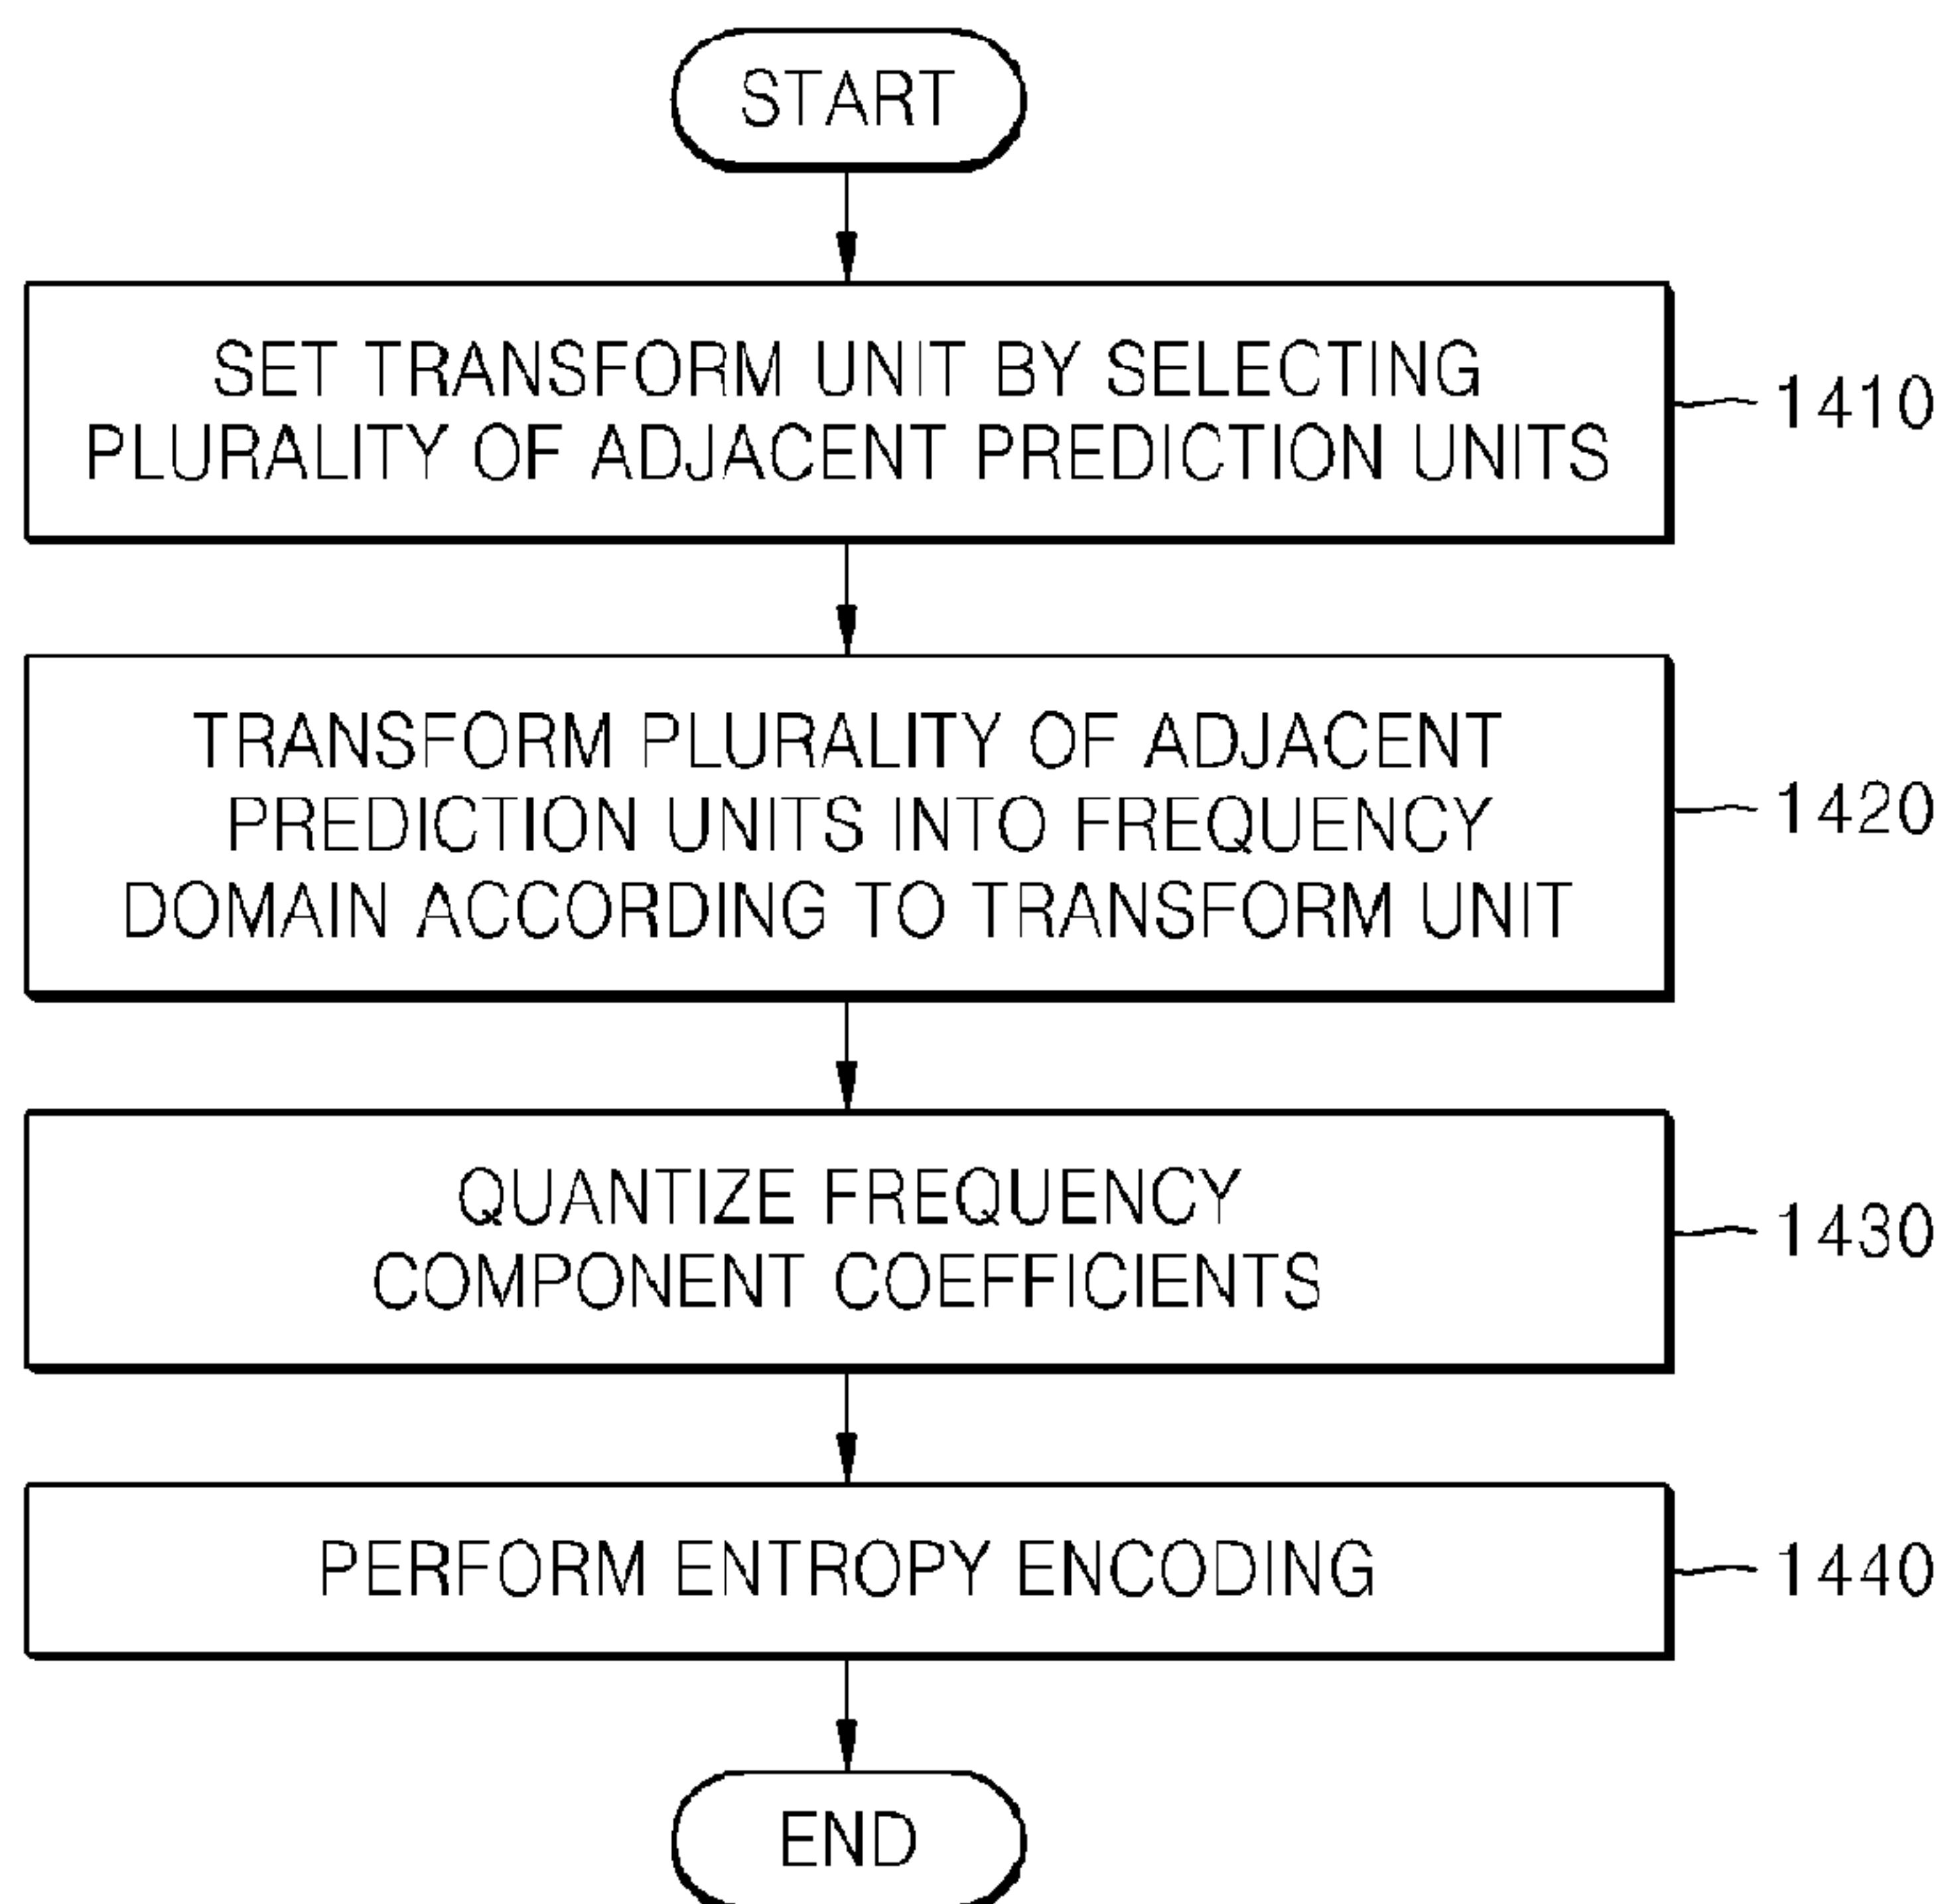 START
SET TRANSFORM UNIT BY SELECTING
PLURALITY OF ADJACENT PREDICTION UNITS
1410
TRANSFORM PLURALITY OF ADJACENT
PREDICTION UNITS INTO FREQUENCY
DOMAIN ACCORDING TO TRANSFORM UNIT
1420
QUANTIZE FREQUENCY
COMPONENT COEFFICIENTS
1430
PERFORM ENTROPY ENCODING
1440
END